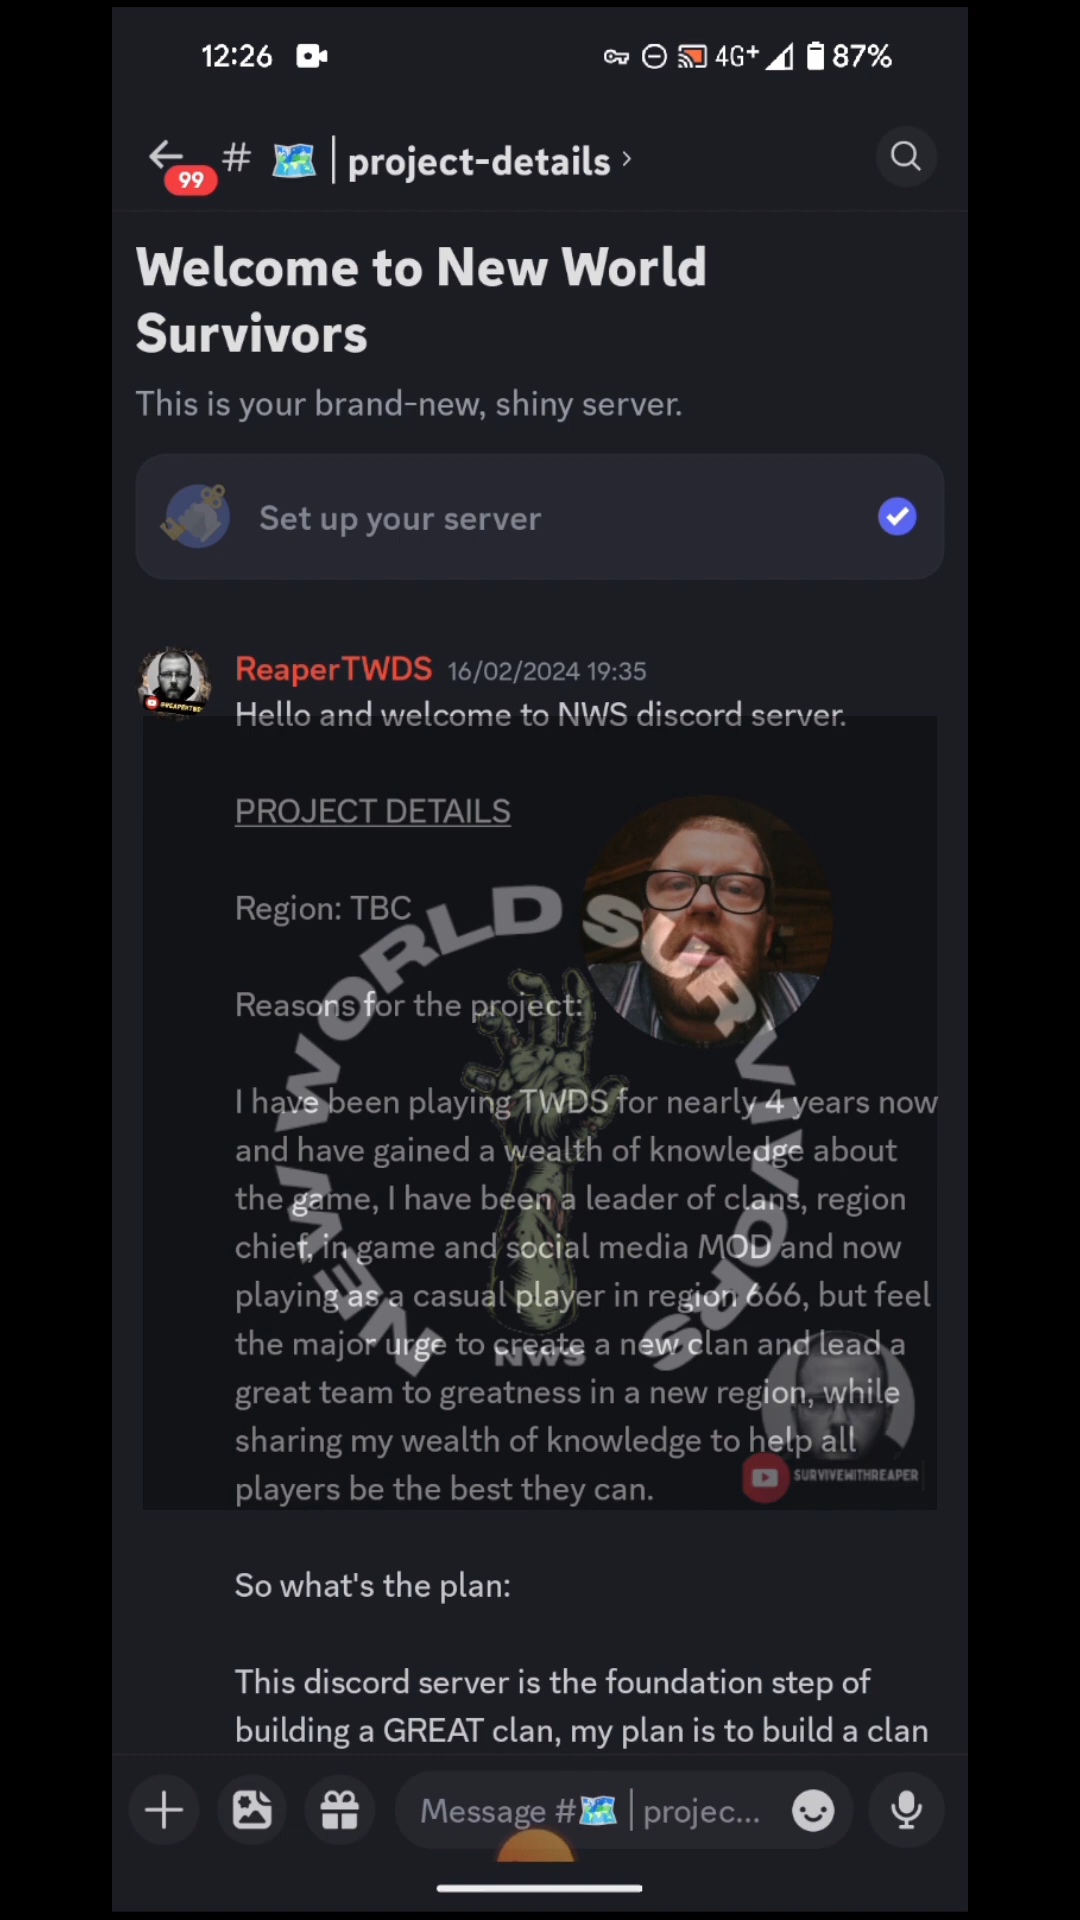 12:26 4G+ 87%
99 # | project-details ›
Welcome to New World
Survivors
This is your brand-new, shiny server.
Set up your server
ReaperTWDS 16/02/2024 19:35
Hello and welcome to NWS discord server.
PROJECT DETAILS
Region: TBC
Reasons for the project:
I have been playing TWDS for nearly 4 years now
and have gained a wealth of knowledge about
the game, I have been a leader of clans, region
chief, in game and social media MOD and now
playing as a casual player in region 666, but feel
the major urge to create a new clan and lead a
great team to greatness in a new region, while
sharing my wealth of knowledge to help all
players be the best they can.
NEW WORLD SURVIVORS
NWS
SURVIVEWITHREAPER
So what's the plan:
This discord server is the foundation step of
building a GREAT clan, my plan is to build a clan
Message # | projec...